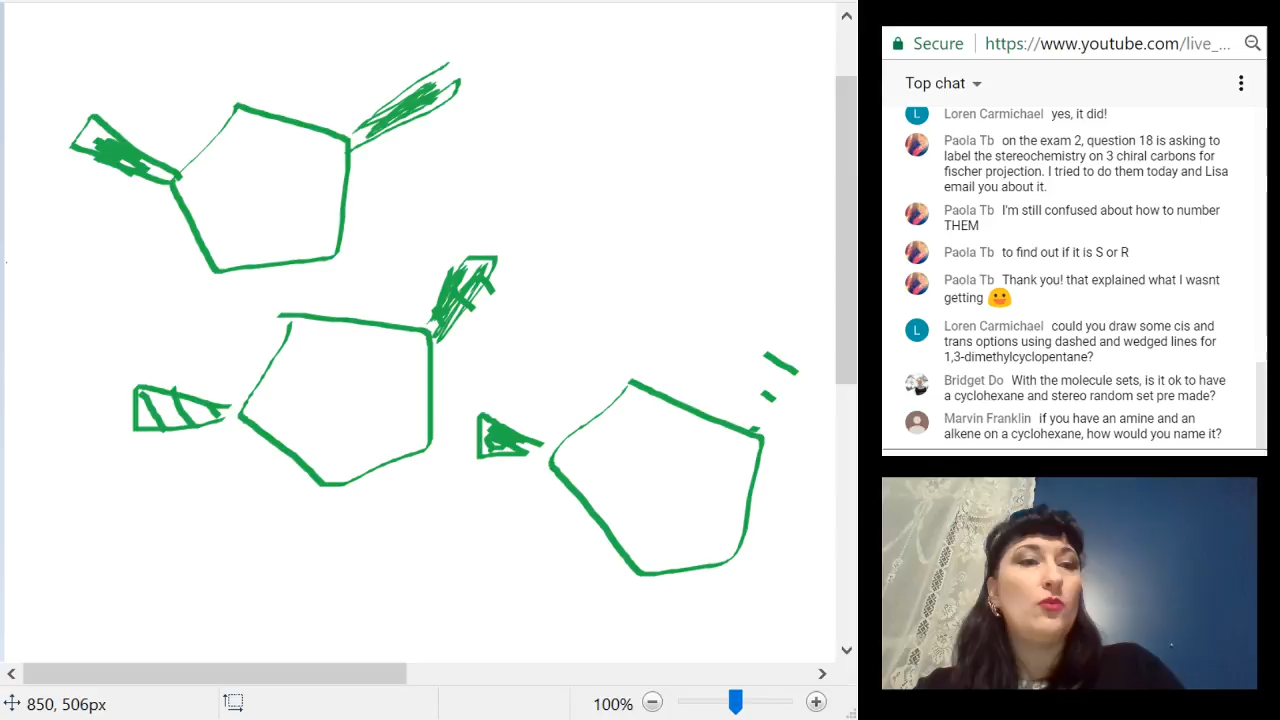 Secure https://www.youtube.com/live_...
Top chat
L Loren Carmichael yes, it did!
Paola Tb on the exam 2, question 18 is asking to
label the stereochemistry on 3 chiral carbons for
fischer projection. I tried to do them today and Lisa
email you about it.
Paola Tb I'm still confused about how to number
THEM
Paola Tb to find out if it is S or R
Paola Tb Thank you! that explained what I wasnt
getting
L Loren Carmichael could you draw some cis and
trans options using dashed and wedged lines for
1,3-dimethylcyclopentane?
Bridget Do With the molecule sets, is it ok to have
a cyclohexane and stereo random set pre made?
Marvin Franklin if you have an amine and an
alkene on a cyclohexane, how would you name it?
850, 506px
100%